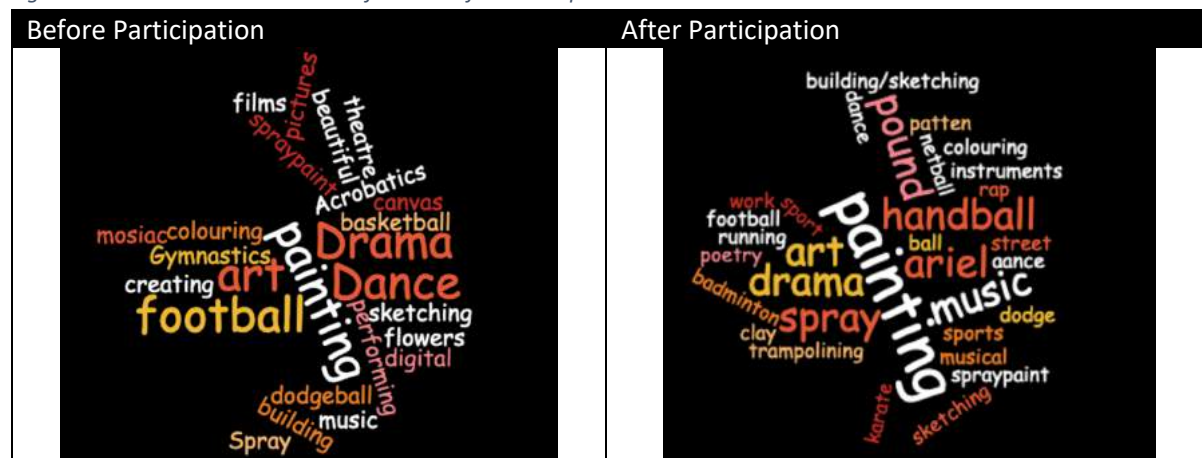 Before Participation
After Participation
films
pictures
spraypaint
beautiful
theatre
Acrobatics
canvas
basketball
mosiac
colouring
Gymnastics
painting
Drama
creating
art
Dance
football
performing
sketching
flowers
digital
dodgeball
building
music
Spray
building/sketching
dance
pound
patten
netball
colouring
instruments
rap
work
sport
football
running
poetry
painting
handball
ball
street
art
ariel
aance
drama
badminton
music
spray
dodge
clay
sports
trampolining
musical
spraypaint
karate
sketching